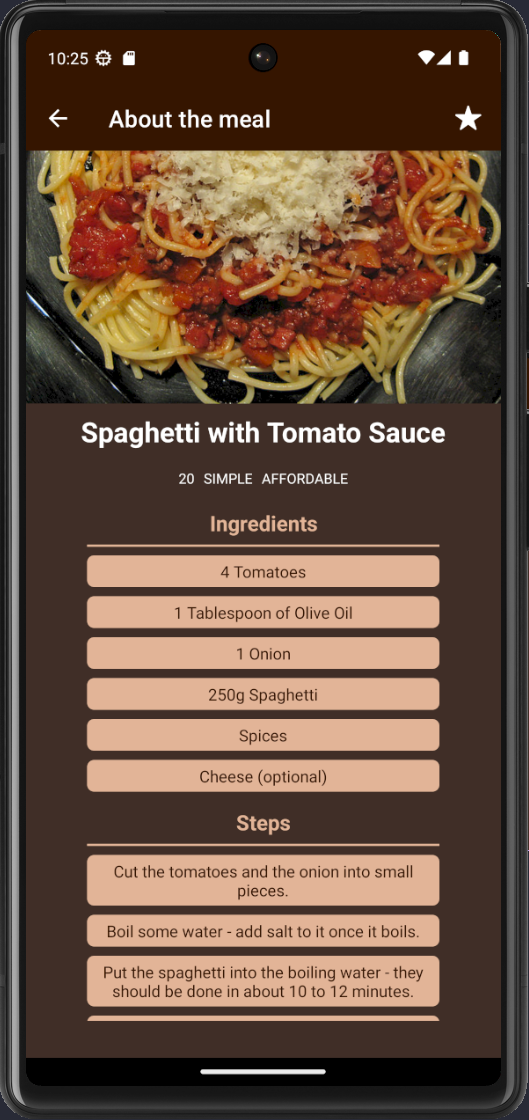 10:25
About the meal
Spaghetti with Tomato Sauce
20 SIMPLE AFFORDABLE
Ingredients
4 Tomatoes
1 Tablespoon of Olive Oil
1 Onion
250g Spaghetti
Spices
Cheese (optional)
Steps
Cut the tomatoes and the onion into small
pieces.
Boil some water - add salt to it once it boils.
Put the spaghetti into the boiling water - they
should be done in about 10 to 12 minutes.